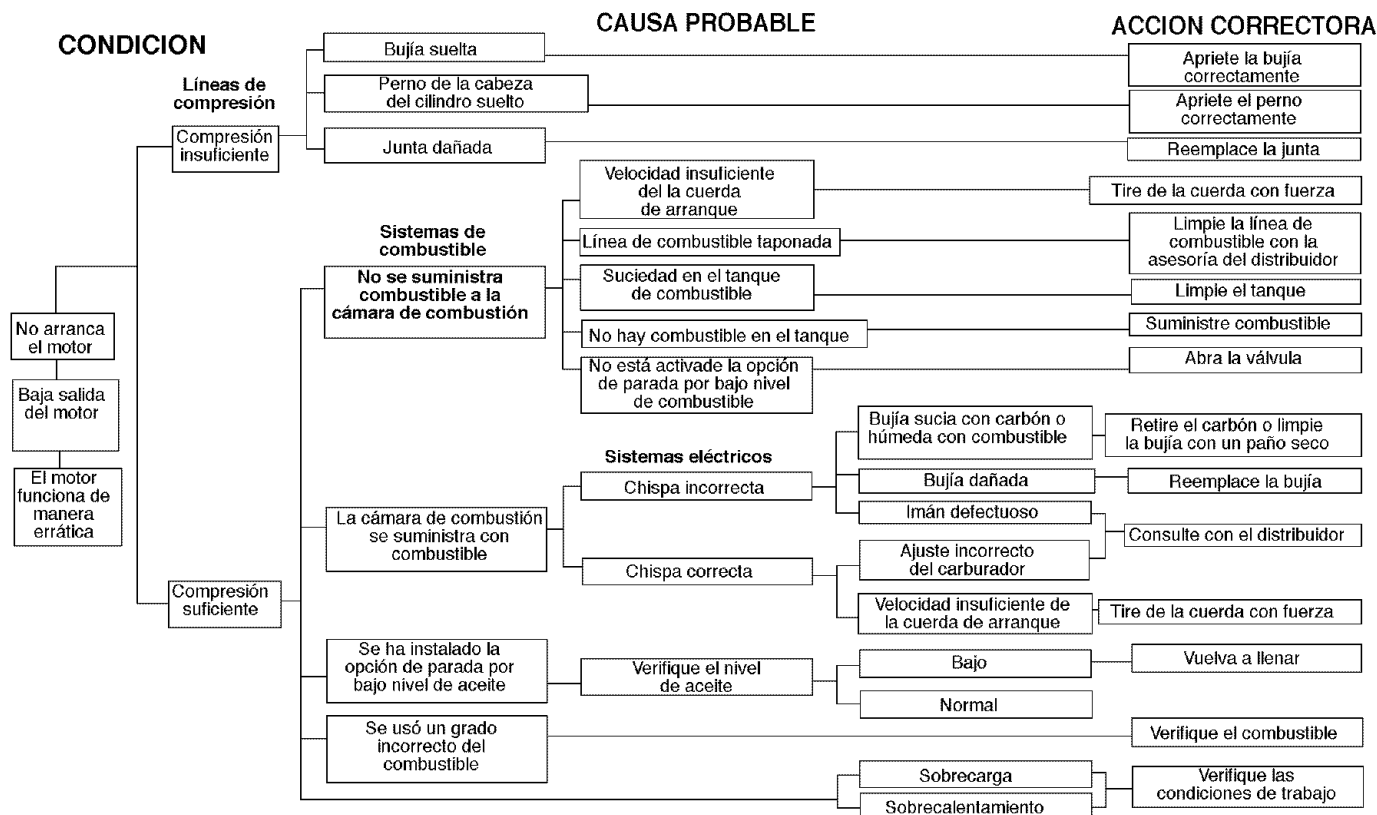 CONDICION
CAUSA PROBABLE
ACCION CORRECTORA
Líneas de
compresión
Compresión
insuficiente
Bujía suelta
Apriete la bujía
correctamente
Perno de la cabeza
del cilindro suelto
Apriete el perno
correctamente
Junta dañada
Reemplace la junta
No arranca
el motor
Baja salida
del motor
El motor
funciona de
manera
errática
Compresión
suficiente
Sistemas de
combustible
No se suministra
combustible a la
cámara de combustión
Velocidad insuficiente
del la cuerda
de arranque
Tire de la cuerda con fuerza
Línea de combustible taponada
Limpie la línea de
combustible con la
asesoría del distribuidor
Suciedad en el tanque
de combustible
Limpie el tanque
No hay combustible en el tanque
Suministre combustible
No está activade la opción
de parada por bajo nivel
de combustible
Abra la válvula
La cámara de combustión
se suministra con
combustible
Sistemas eléctricos
Chispa incorrecta
Bujía sucia con carbón o
húmeda con combustible
Retire el carbón o limpie
la bujía con un paño seco
Bujía dañada
Reemplace la bujía
Imán defectuoso
Consulte con el distribuidor
Chispa correcta
Ajuste incorrecto
del carburador
Velocidad insuficiente de
la cuerda de arranque
Tire de la cuerda con fuerza
Se ha instalado la
opción de parada por
bajo nivel de aceite
Verifique el nivel
de aceite
Bajo
Vuelva a llenar
Normal
Se usó un grado
incorrecto del
combustible
Verifique el combustible
Sobrecarga
Sobrecalentamiento
Verifique las
condiciones de trabajo